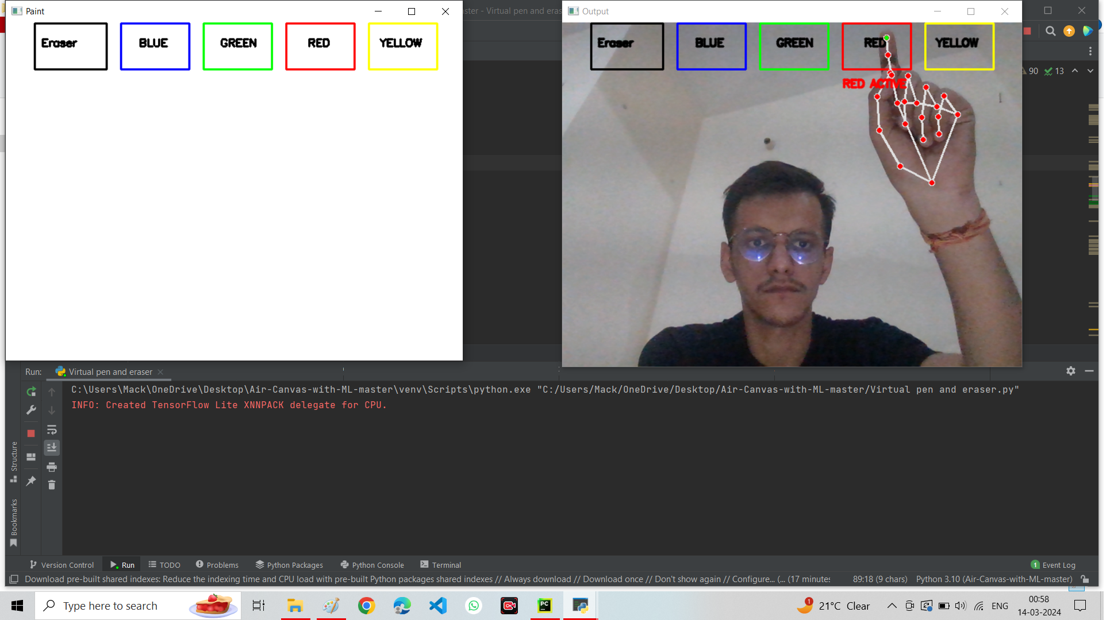 Paint
Eraser BLUE GREEN RED YELLOW
- Virtual pen and eraser.py
Output
Eraser BLUE GREEN RED YELLOW
RED ACTIVE
90 13
Run: Virtual pen and eraser
C:\Users\Mack\OneDrive\Desktop\Air-Canvas-with-ML-master\venv\Scripts\python.exe "C:/Users/Mack/OneDrive/Desktop/Air-Canvas-with-ML-master/Virtual pen and eraser.py"
INFO: Created TensorFlow Lite XNNPACK delegate for CPU.
Structure
Bookmarks
Version Control Run TODO Problems Python Packages Python Console Terminal 1 Event Log
Download pre-built shared indexes: Reduce the indexing time and CPU load with pre-built Python packages shared indexes // Always download // Download once // Don't show again // Configure... (... (17 minutes 89:18 (9 chars) Python 3.10 (Air-Canvas-with-ML-master)
Type here to search 21°C Clear ENG 00:58
14-03-2024